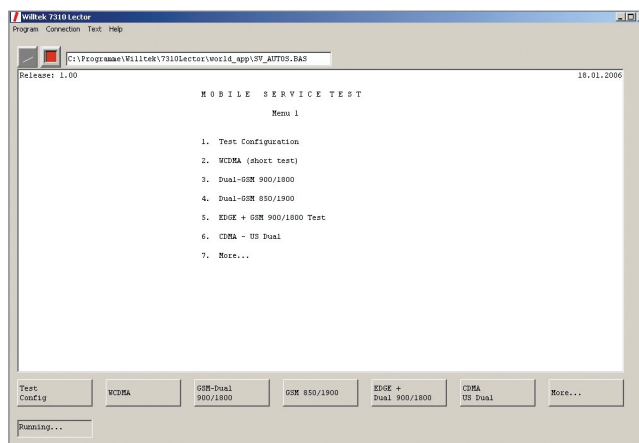 Willtek 7310 Lector
Program Connection Text Help
C:\Programme\Willtek\7310Lector\world_app\SV_AUTOS.BAS
Release: 1.00 18.01.2006
MOBILE SERVICE TEST
Menu 1
1. Test Configuration
2. WCDMA (short test)
3. Dual-GSM 900/1800
4. Dual-GSM 850/1900
5. EDGE + GSM 900/1800 Test
6. CDMA - US Dual
7. More...
Test Config
WCDMA
GSM-Dual 900/1800
GSM 850/1900
EDGE + Dual 900/1800
CDMA US Dual
More...
Running...